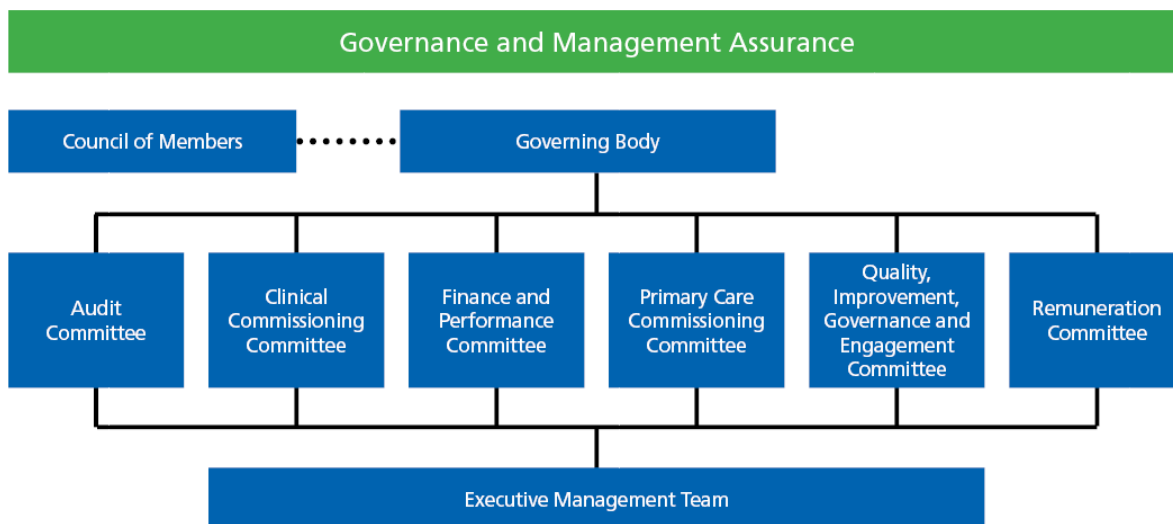 Governance and Management Assurance
Council of Members
Governing Body
Audit
Committee
Clinical
Commissioning
Committee
Finance and
Performance
Committee
Primary Care
Commissioning
Committee
Quality,
Improvement,
Governance and
Engagement
Committee
Remuneration
Committee
Executive Management Team